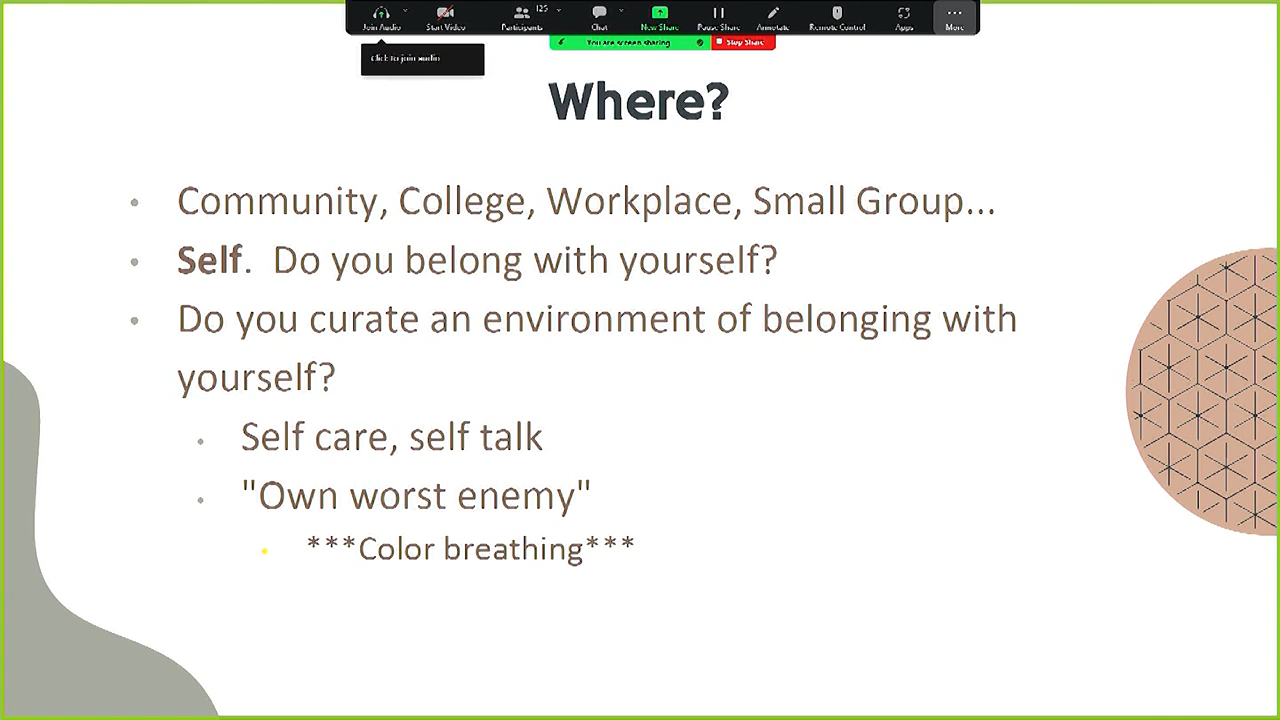 Join Audio Start Video Participants 125 Chat New Share Pause Share Annotate Remote Control Apps More
You are screen sharing Stop Share
Click to join audio
Where?
Community, College, Workplace, Small Group...
Self. Do you belong with yourself?
Do you curate an environment of belonging with
yourself?
Self care, self talk
"Own worst enemy"
***Color breathing***